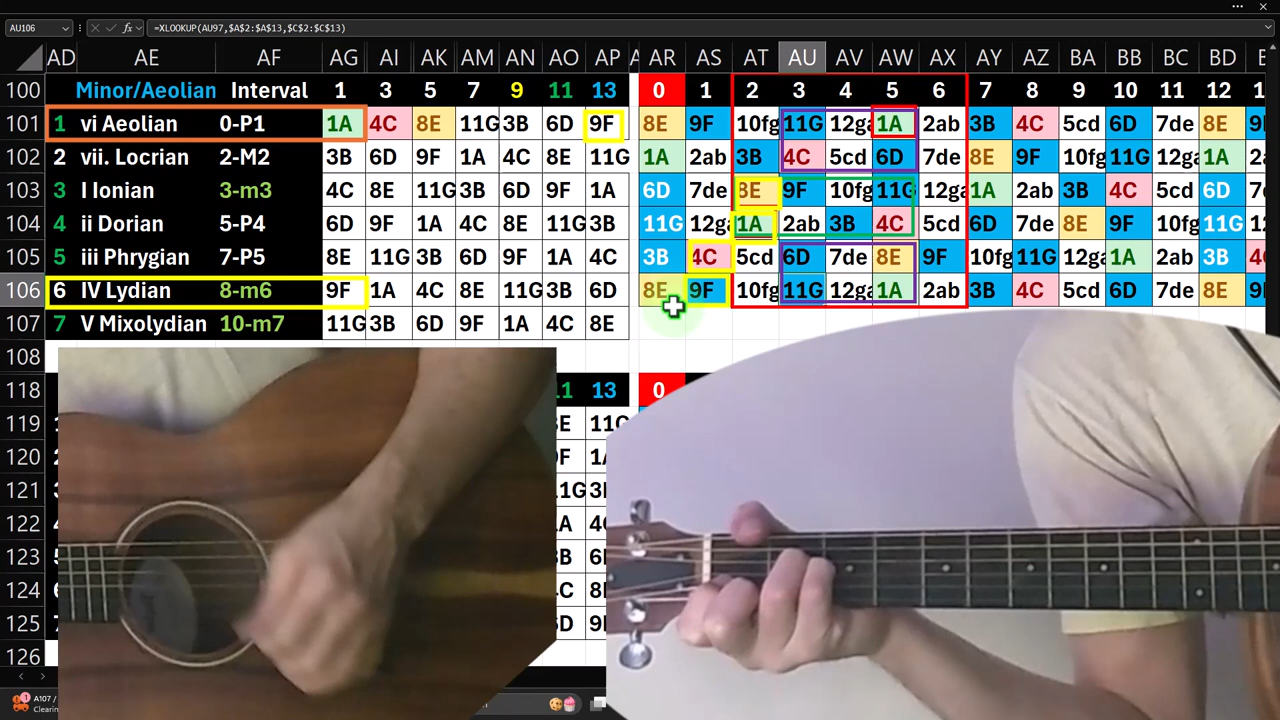 AU106 fx =XLOOKUP(AU97,$A$2:$A$13,$C$2:$C$13)
AD AE AF AG AI AK AM AN AO AP AR AS AT AU AV AW AX AY AZ BA BB BC BD
100 Minor/Aeolian Interval 1 3 5 7 9 11 13 0 1 2 3 4 5 6 7 8 9 10 11 12
101 1 vi Aeolian 0-P1 1A 4C 8E 11G 3B 6D 9F 8E 9F 10fg 11G 12ga 1A 2ab 3B 4C 5cd 6D 7de 8E
102 2 vii. Locrian 2-M2 3B 6D 9F 1A 4C 8E 11G 1A 2ab 3B 4C 5cd 6D 7de 8E 9F 10fg 11G 12ga 1A
103 3 I Ionian 3-m3 4C 8E 11G 3B 6D 9F 1A 6D 7de 8E 9F 10fg 11G 12ga 1A 2ab 3B 4C 5cd 6D
104 4 ii Dorian 5-P4 6D 9F 1A 4C 8E 11G 3B 11G 12ga 1A 2ab 3B 4C 5cd 6D 7de 8E 9F 10fg 11G
105 5 iii Phrygian 7-P5 8E 11G 3B 6D 9F 1A 4C 3B 4C 5cd 6D 7de 8E 9F 10fg 11G 12ga 1A 2ab 3B
106 6 IV Lydian 8-m6 9F 1A 4C 8E 11G 3B 6D 8E 9F 10fg 11G 12ga 1A 2ab 3B 4C 5cd 6D 7de 8E
107 7 V Mixolydian 10-m7 11G 3B 6D 9F 1A 4C 8E
108
118 11 13 0
119
120
121
122
123
124
125
126
A107 /
Clearin